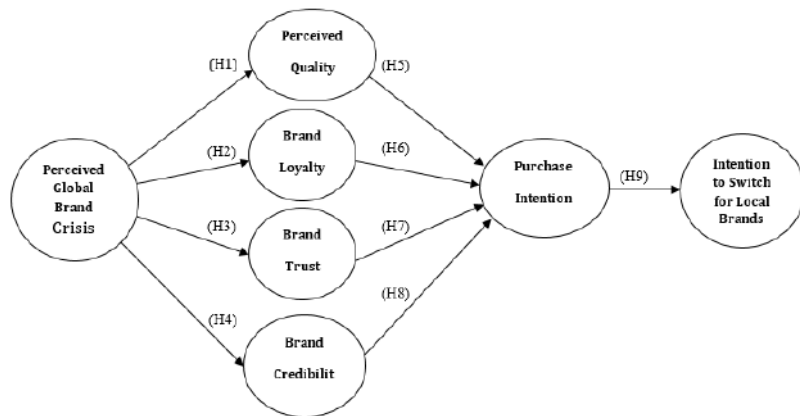 Perceived
Quality
(H1)
(H5)
Brand
Loyalty
(H2)
(H6)
Perceived
Global
Brand
Crisis
Purchase
Intention
(H9)
Intention
to Switch
for Local
Brands
(H3)
(H7)
Brand
Trust
(H4)
(H8)
Brand
Credibilit